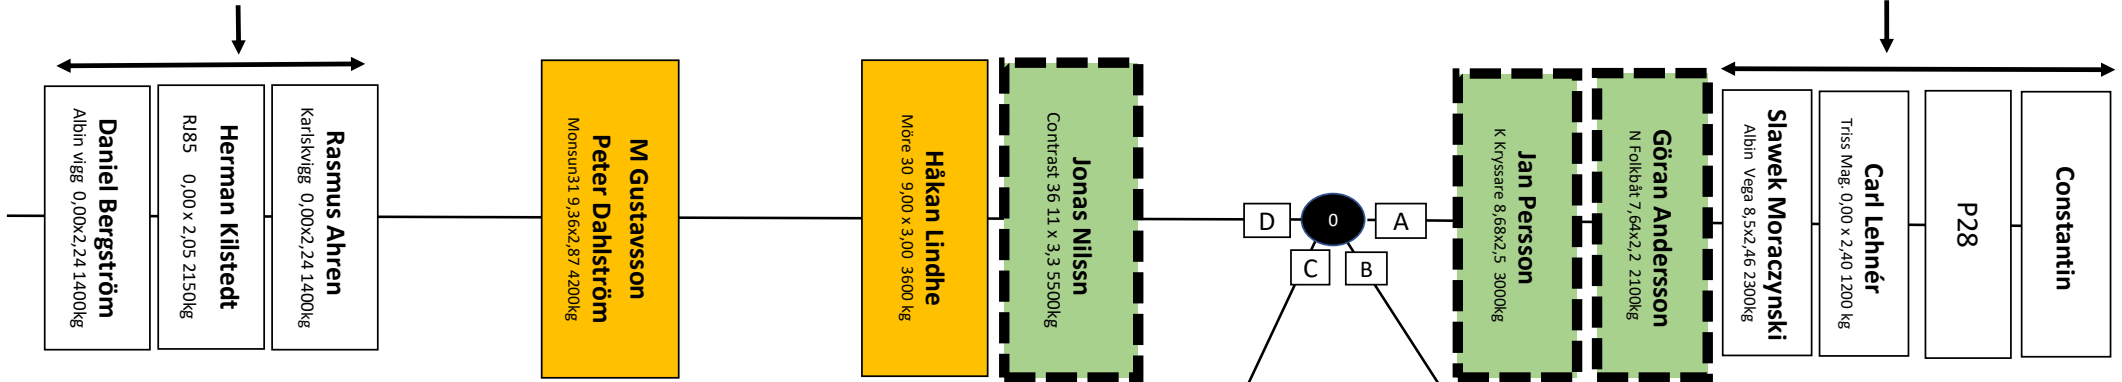 Daniel Bergström
Albin vigg 0,00x2,24 1400kg
Herman Kilstedt
RJ85 0,00 x 2,05 2150kg
Rasmus Ahren
Karlskvigg 0,00x2,24 1400kg
M Gustavsson
Peter Dahlström
Monsun31 9,36x2,87 4200kg
Håkan Lindhe
Möre 30 9,00 x 3,00 3600 kg
Jonas Nilssn
Contrast 36 11 x 3,3 5500kg
D
0
A
C
B
Jan Persson
K Kryssare 8,68x2,5 3000kg
Göran Andersson
N Folkbåt 7,64x2,2 2100kg
Slawek Moraczynski
Albin Vega 8,5x2,46 2300kg
Carl Lehnér
Triss Mag. 0,00 x 2,40 1200 kg
P28
Constantin